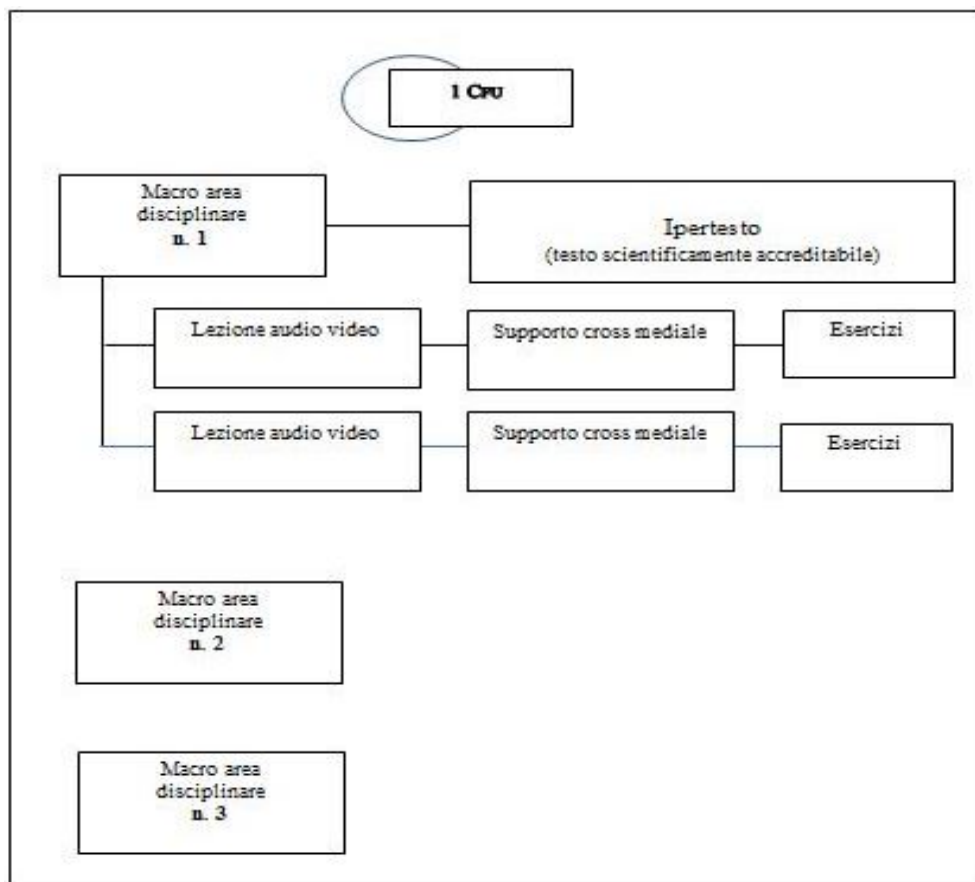 1 CPU
Macro area
disciplinare
n. 1
Ipertesto
(testo scientificamente accreditabile)
Lezione audio video
Supporto cross mediale
Esercizi
Lezione audio video
Supporto cross mediale
Esercizi
Macro area
disciplinare
n. 2
Macro area
disciplinare
n. 3